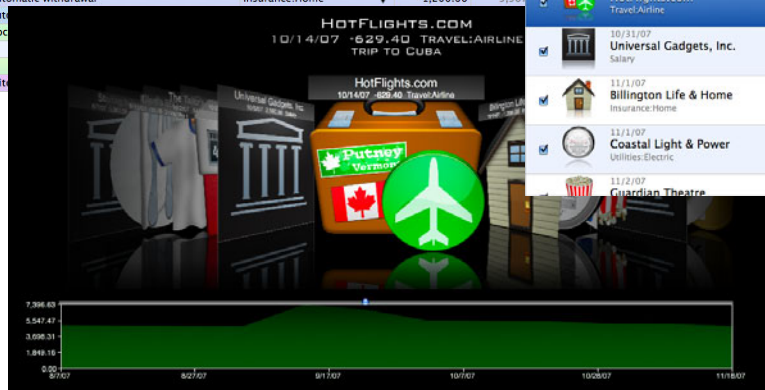 Insurance:Home
HotFlights.com
10/14/07 -629.40 Travel:Airline
Trip to Cuba
HotFlights.com
10/14/07 -629.40 Travel:Airline
Universal Gadgets, Inc.
Putney
Vermont
Travel:Airline
10/31/07
Universal Gadgets, Inc.
Salary
11/1/07
Billington Life & Home
Insurance:Home
11/1/07
Coastal Light & Power
Utilities:Electric
11/2/07
Guardian Theatre
7,396.63
5,547.47
3,698.31
1,849.16
0.00
8/7/07
8/27/07
9/17/07
10/7/07
10/28/07
11/18/07